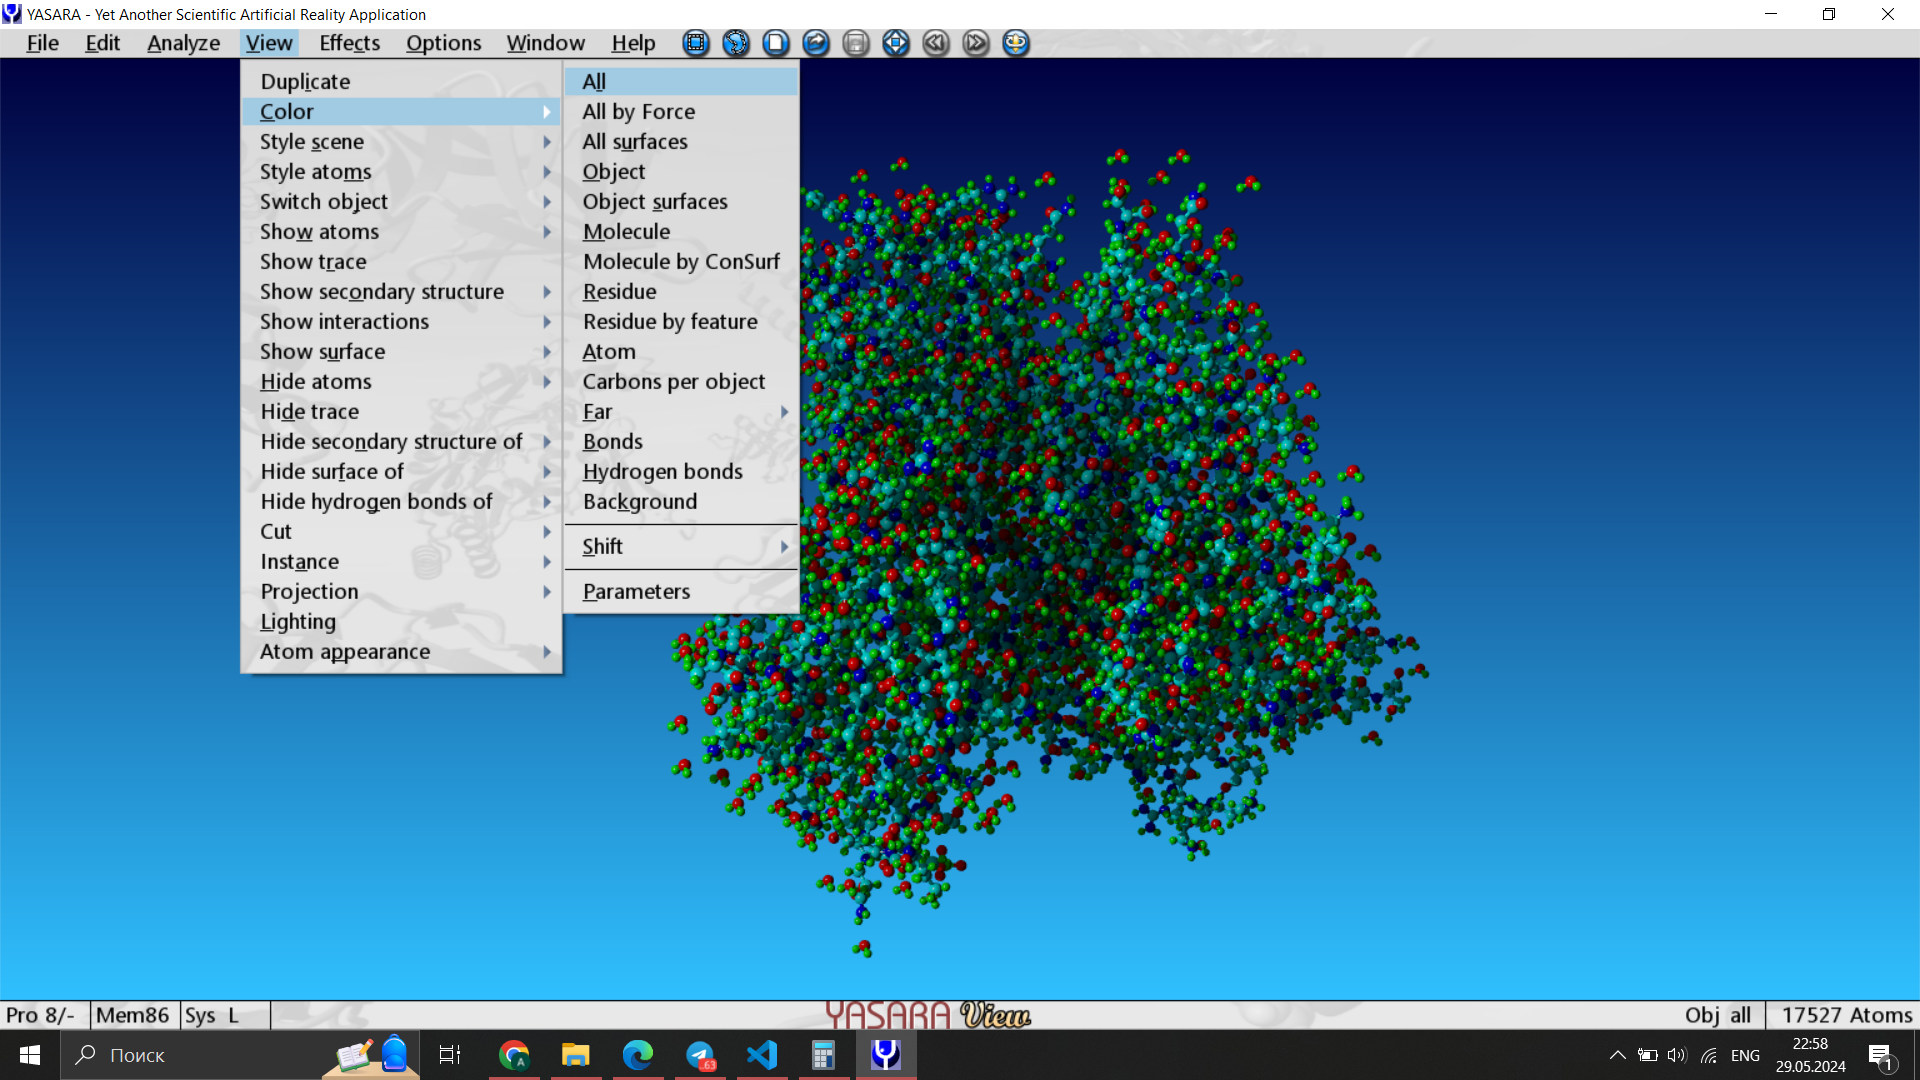 YASARA - Yet Another Scientific Artificial Reality Application
File Edit Analyze View Effects Options Window Help
Duplicate
Color
Style scene
Style atoms
Switch object
Show atoms
Show trace
Show secondary structure
Show interactions
Show surface
Hide atoms
Hide trace
Hide secondary structure of
Hide surface of
Hide hydrogen bonds of
Cut
Instance
Projection
Lighting
Atom appearance
All
All by Force
All surfaces
Object
Object surfaces
Molecule
Molecule by ConSurf
Residue
Residue by feature
Atom
Carbons per object
Far
Bonds
Hydrogen bonds
Background
Shift
Parameters
Pro 8/- Mem86 Sys L YASARA View Obj all 17527 Atoms
Поиск
A
.63
ENG
22:58
29.05.2024
1